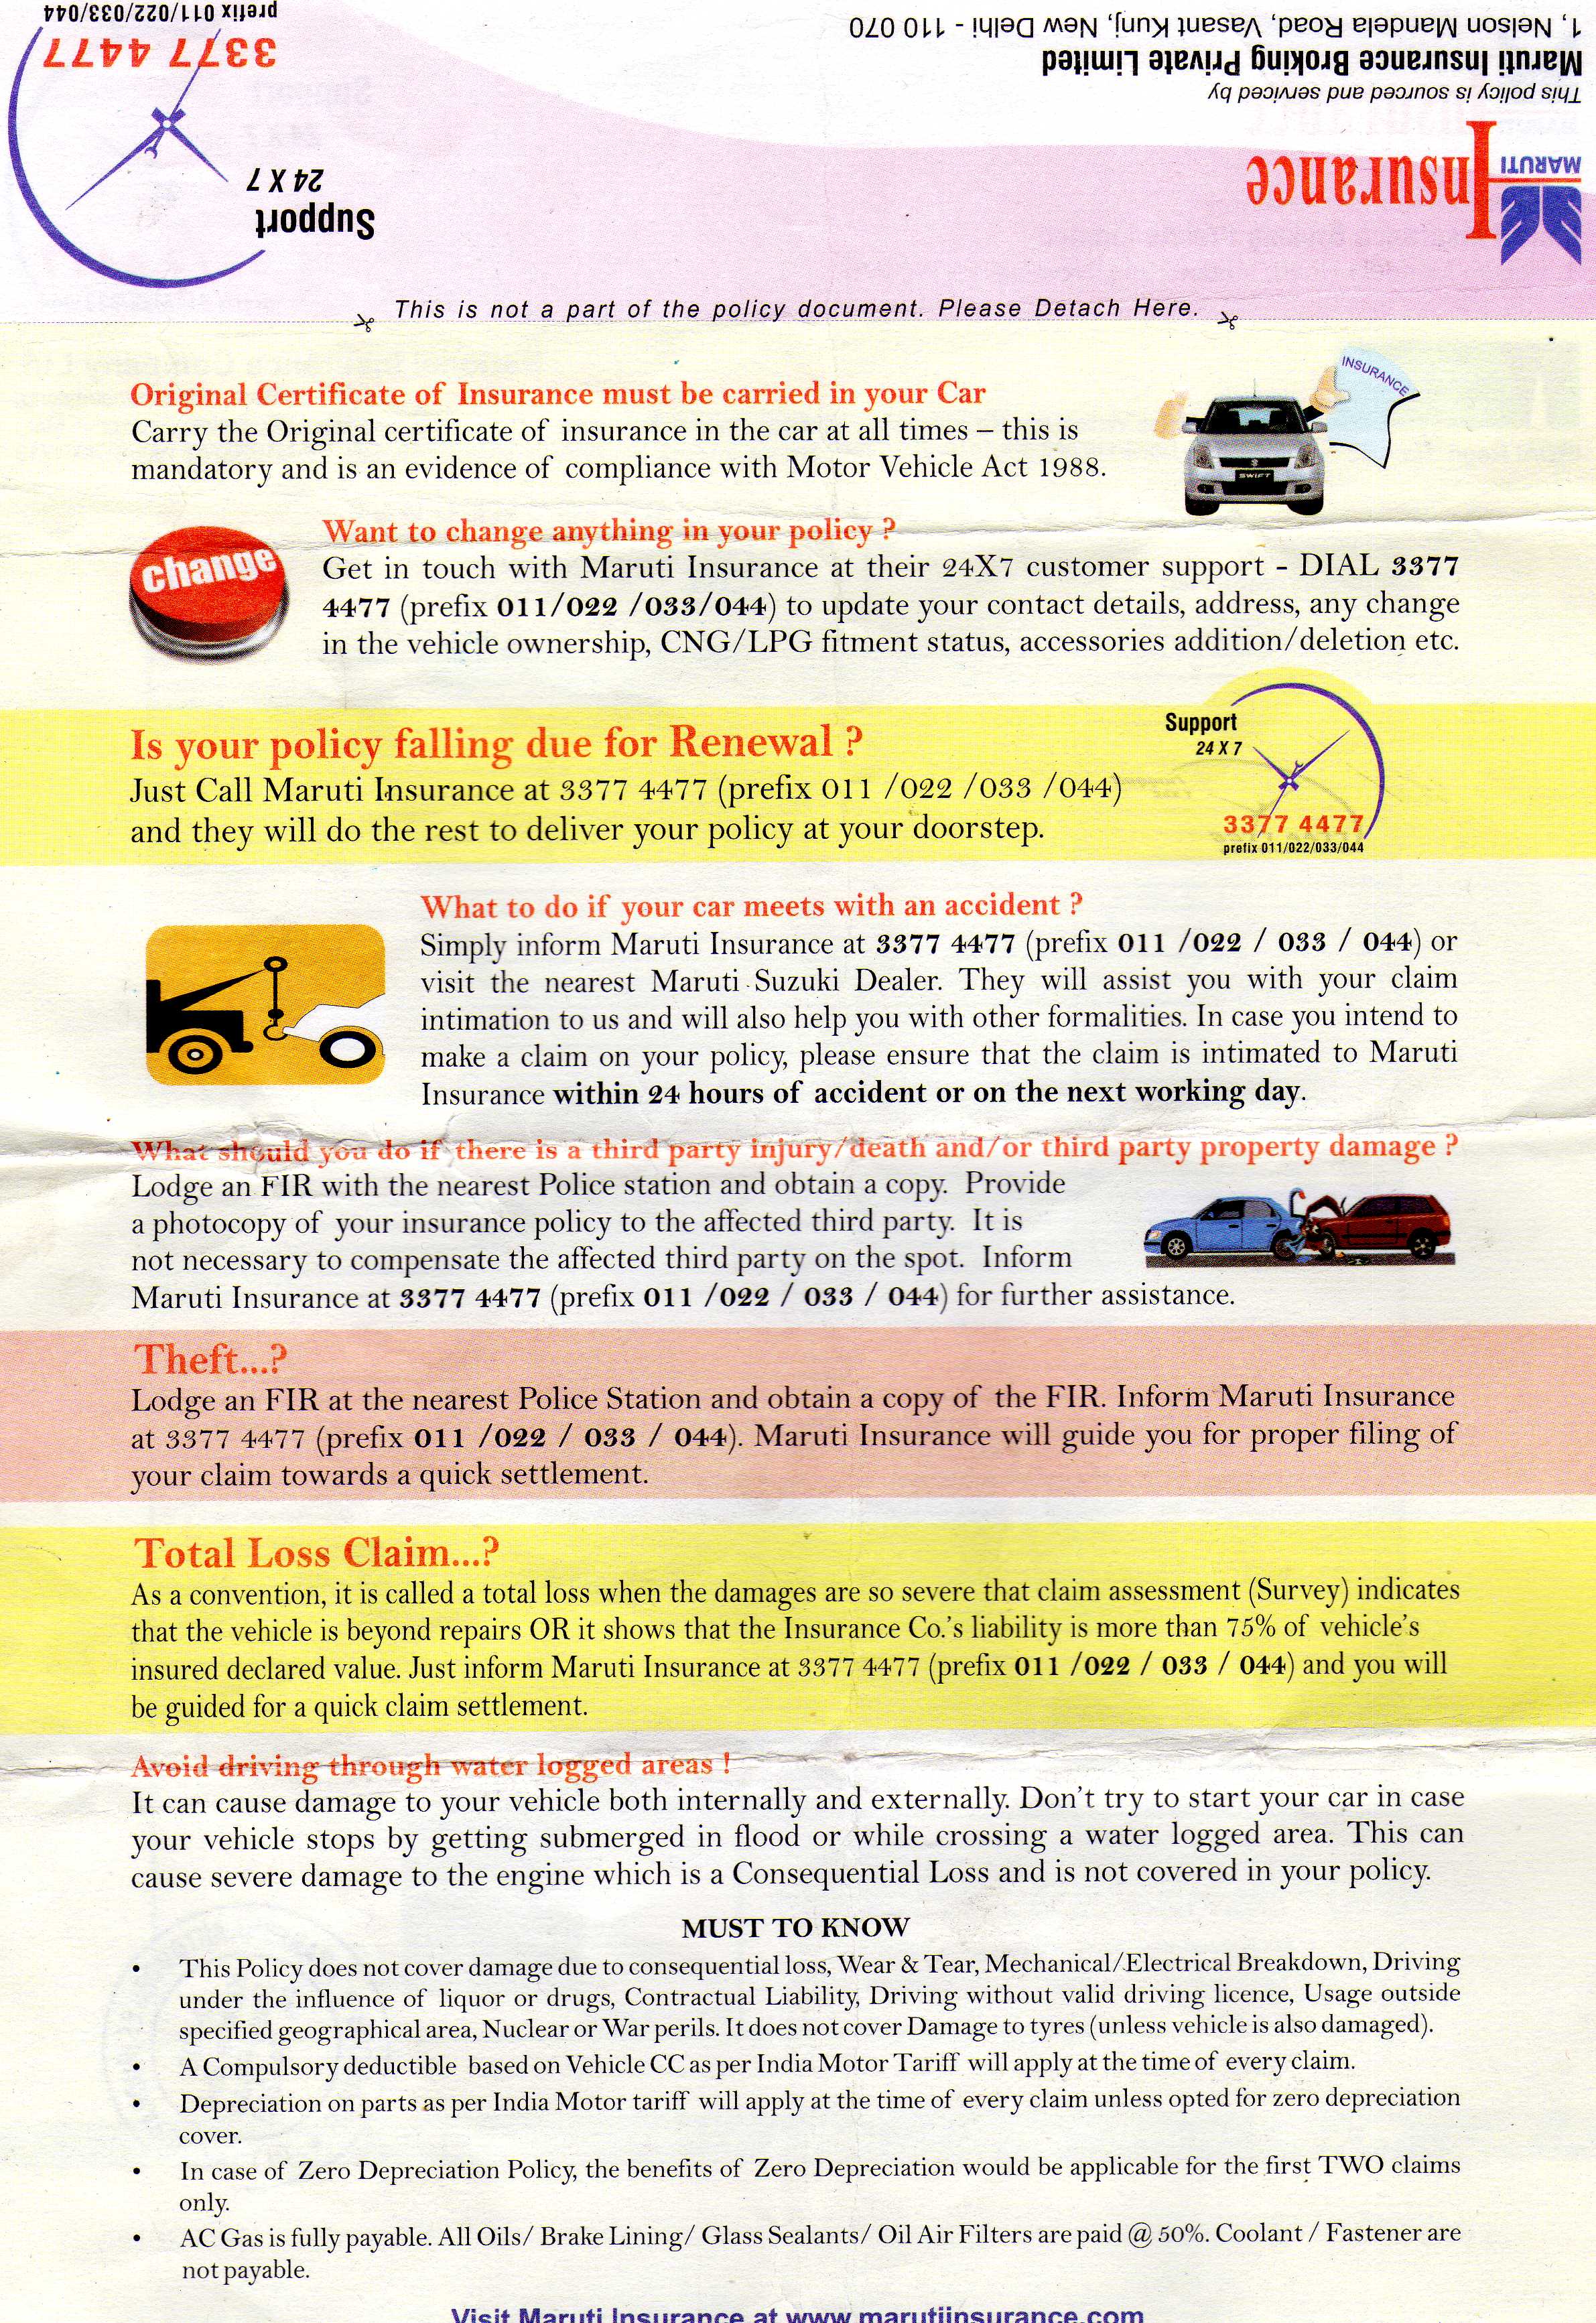 prefix 011/022/033/044
3377 4477
Support
24 X 7
MARUTI
Insurance
This policy is sourced and serviced by
Maruti Insurance Broking Private Limited
1, Nelson Mandela Road, Vasant Kunj, New Delhi - 110 070
This is not a part of the policy document. Please Detach Here.
Original Certificate of Insurance must be carried in your Car
Carry the Original certificate of insurance in the car at all times – this is
mandatory and is an evidence of compliance with Motor Vehicle Act 1988.
INSURANCE
SWIFT
change
Want to change anything in your policy ?
Get in touch with Maruti Insurance at their 24X7 customer support - DIAL 3377
4477 (prefix 011/022 /033/044) to update your contact details, address, any change
in the vehicle ownership, CNG/LPG fitment status, accessories addition/deletion etc.
Is your policy falling due for Renewal ?
Just Call Maruti Insurance at 3377 4477 (prefix 011 /022 /033 /044)
and they will do the rest to deliver your policy at your doorstep.
Support
24 X 7
3377 4477
prefix 011/022/033/044
What to do if your car meets with an accident ?
Simply inform Maruti Insurance at 3377 4477 (prefix 011 /022 / 033 / 044) or
visit the nearest Maruti Suzuki Dealer. They will assist you with your claim
intimation to us and will also help you with other formalities. In case you intend to
make a claim on your policy, please ensure that the claim is intimated to Maruti
Insurance within 24 hours of accident or on the next working day.
What should you do if there is a third party injury/death and/or third party property damage ?
Lodge an FIR with the nearest Police station and obtain a copy. Provide
a photocopy of your insurance policy to the affected third party. It is
not necessary to compensate the affected third party on the spot. Inform
Maruti Insurance at 3377 4477 (prefix 011 /022 / 033 / 044) for further assistance.
Theft...?
Lodge an FIR at the nearest Police Station and obtain a copy of the FIR. Inform Maruti Insurance
at 3377 4477 (prefix 011 /022 / 033 / 044). Maruti Insurance will guide you for proper filing of
your claim towards a quick settlement.
Total Loss Claim...?
As a convention, it is called a total loss when the damages are so severe that claim assessment (Survey) indicates
that the vehicle is beyond repairs OR it shows that the Insurance Co.'s liability is more than 75% of vehicle's
insured declared value. Just inform Maruti Insurance at 3377 4477 (prefix 011 /022 / 033 / 044) and you will
be guided for a quick claim settlement.
Avoid driving through water logged areas !
It can cause damage to your vehicle both internally and externally. Don't try to start your car in case
your vehicle stops by getting submerged in flood or while crossing a water logged area. This can
cause severe damage to the engine which is a Consequential Loss and is not covered in your policy.
MUST TO KNOW
• This Policy does not cover damage due to consequential loss, Wear & Tear, Mechanical/Electrical Breakdown, Driving
under the influence of liquor or drugs, Contractual Liability, Driving without valid driving licence, Usage outside
specified geographical area, Nuclear or War perils. It does not cover Damage to tyres (unless vehicle is also damaged).
• A Compulsory deductible based on Vehicle CC as per India Motor Tariff will apply at the time of every claim.
• Depreciation on parts as per India Motor tariff will apply at the time of every claim unless opted for zero depreciation
cover.
• In case of Zero Depreciation Policy, the benefits of Zero Depreciation would be applicable for the first TWO claims
only.
• AC Gas is fully payable. All Oils/ Brake Lining/ Glass Sealants/ Oil Air Filters are paid @ 50%. Coolant / Fastener are
not payable.
Visit Maruti Insurance at www.marutiinsurance.com